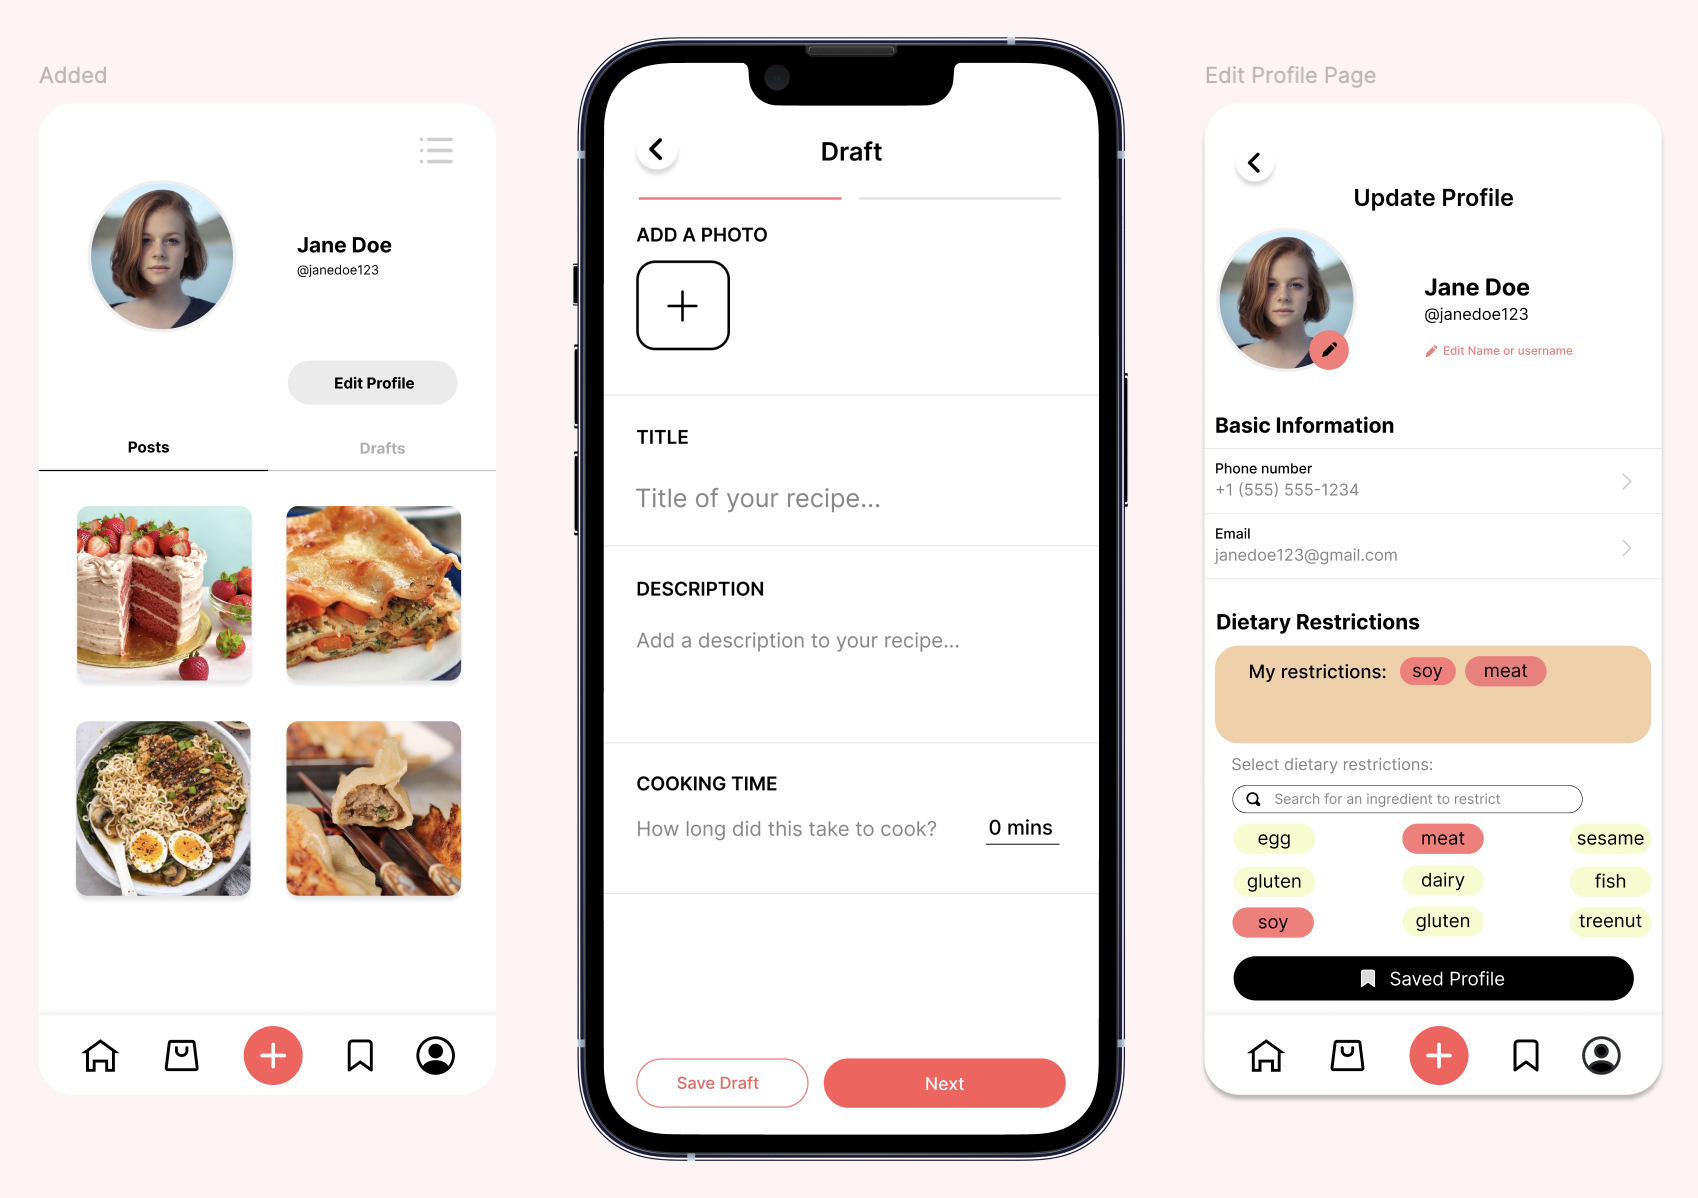 Added
Jane Doe
@janedoe123
Edit Profile
Posts
Drafts
Draft
ADD A PHOTO
TITLE
Title of your recipe...
DESCRIPTION
Add a description to your recipe...
COOKING TIME
How long did this take to cook?
0 mins
Save Draft
Next
Edit Profile Page
Update Profile
Jane Doe
@janedoe123
Edit Name or username
Basic Information
Phone number
+1 (555) 555-1234
Email
janedoe123@gmail.com
Dietary Restrictions
My restrictions: soy meat
Select dietary restrictions:
Search for an ingredient to restrict
egg meat sesame
gluten dairy fish
soy gluten treenut
Saved Profile